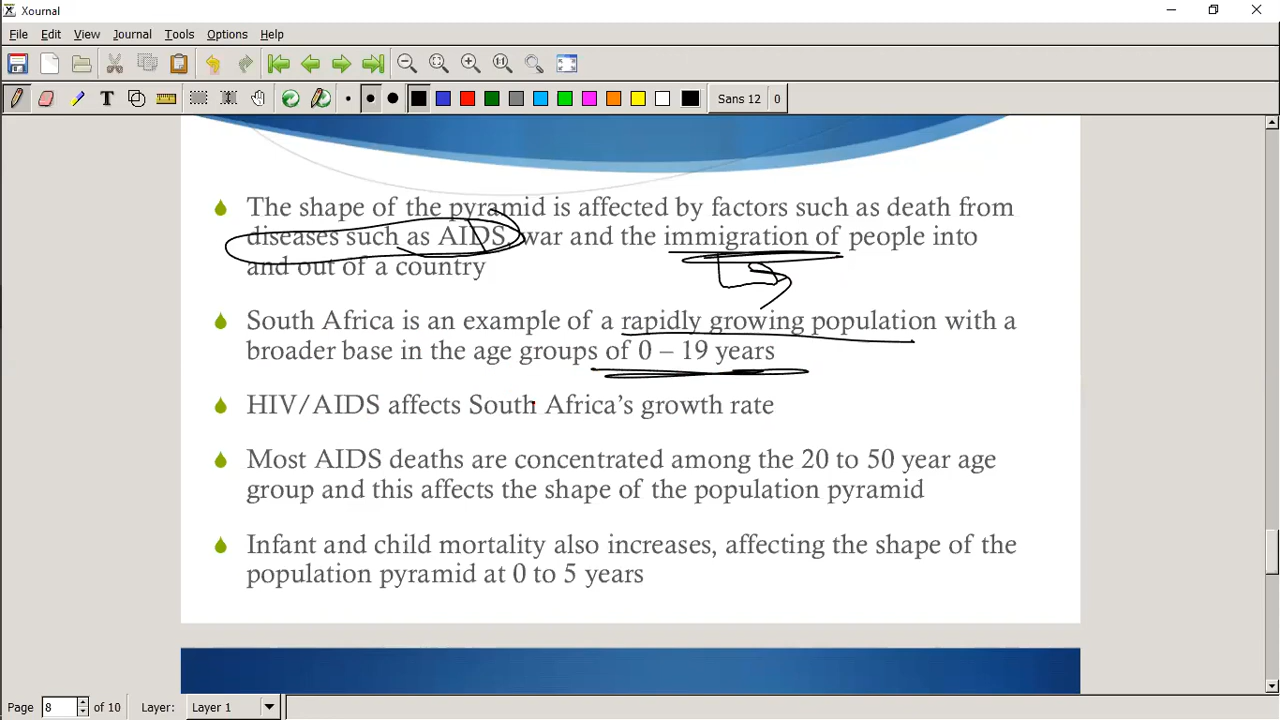 Xournal
File Edit View Journal Tools Options Help
Sans 12 0
The shape of the pyramid is affected by factors such as death from
diseases such as AIDS, war and the immigration of people into
and out of a country
South Africa is an example of a rapidly growing population with a
broader base in the age groups of 0 – 19 years
HIV/AIDS affects South Africa's growth rate
Most AIDS deaths are concentrated among the 20 to 50 year age
group and this affects the shape of the population pyramid
Infant and child mortality also increases, affecting the shape of the
population pyramid at 0 to 5 years
Page 8 of 10 Layer: Layer 1